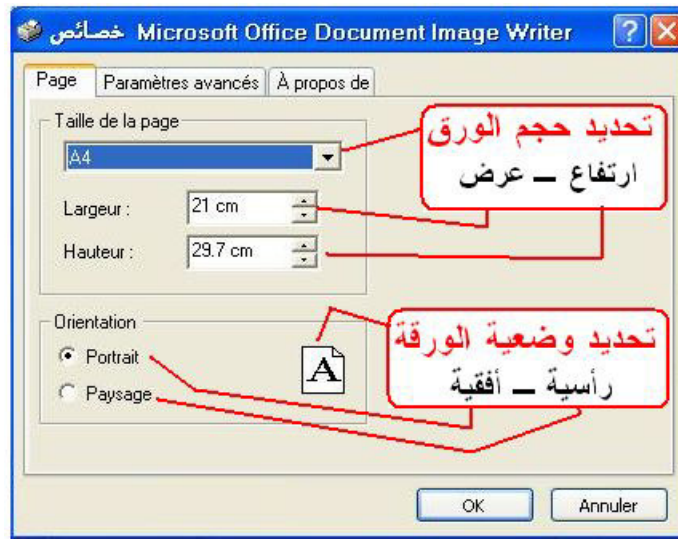 خصائص Microsoft Office Document Image Writer
Page
Paramètres avancés
À propos de
Taille de la page
A4
Largeur :
21 cm
Hauteur :
29.7 cm
تحديد حجم الورق
ارتفاع – عرض
Orientation
Portrait
Paysage
A
تحديد وضعية الورقة
رأسية – أفقية
OK
Annuler